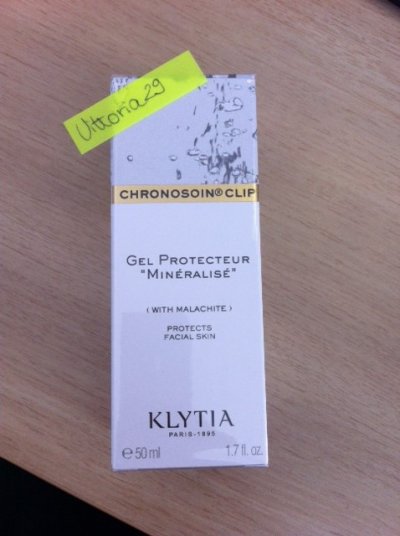 Vittoria29
CHRONOSOIN® CLIP
GEL PROTECTEUR
"MINÉRALISÉ"
( WITH MALACHITE )
PROTECTS
FACIAL SKIN
KLYTIA
PARIS-1895
℮ 50 ml 1.7 fl. oz.